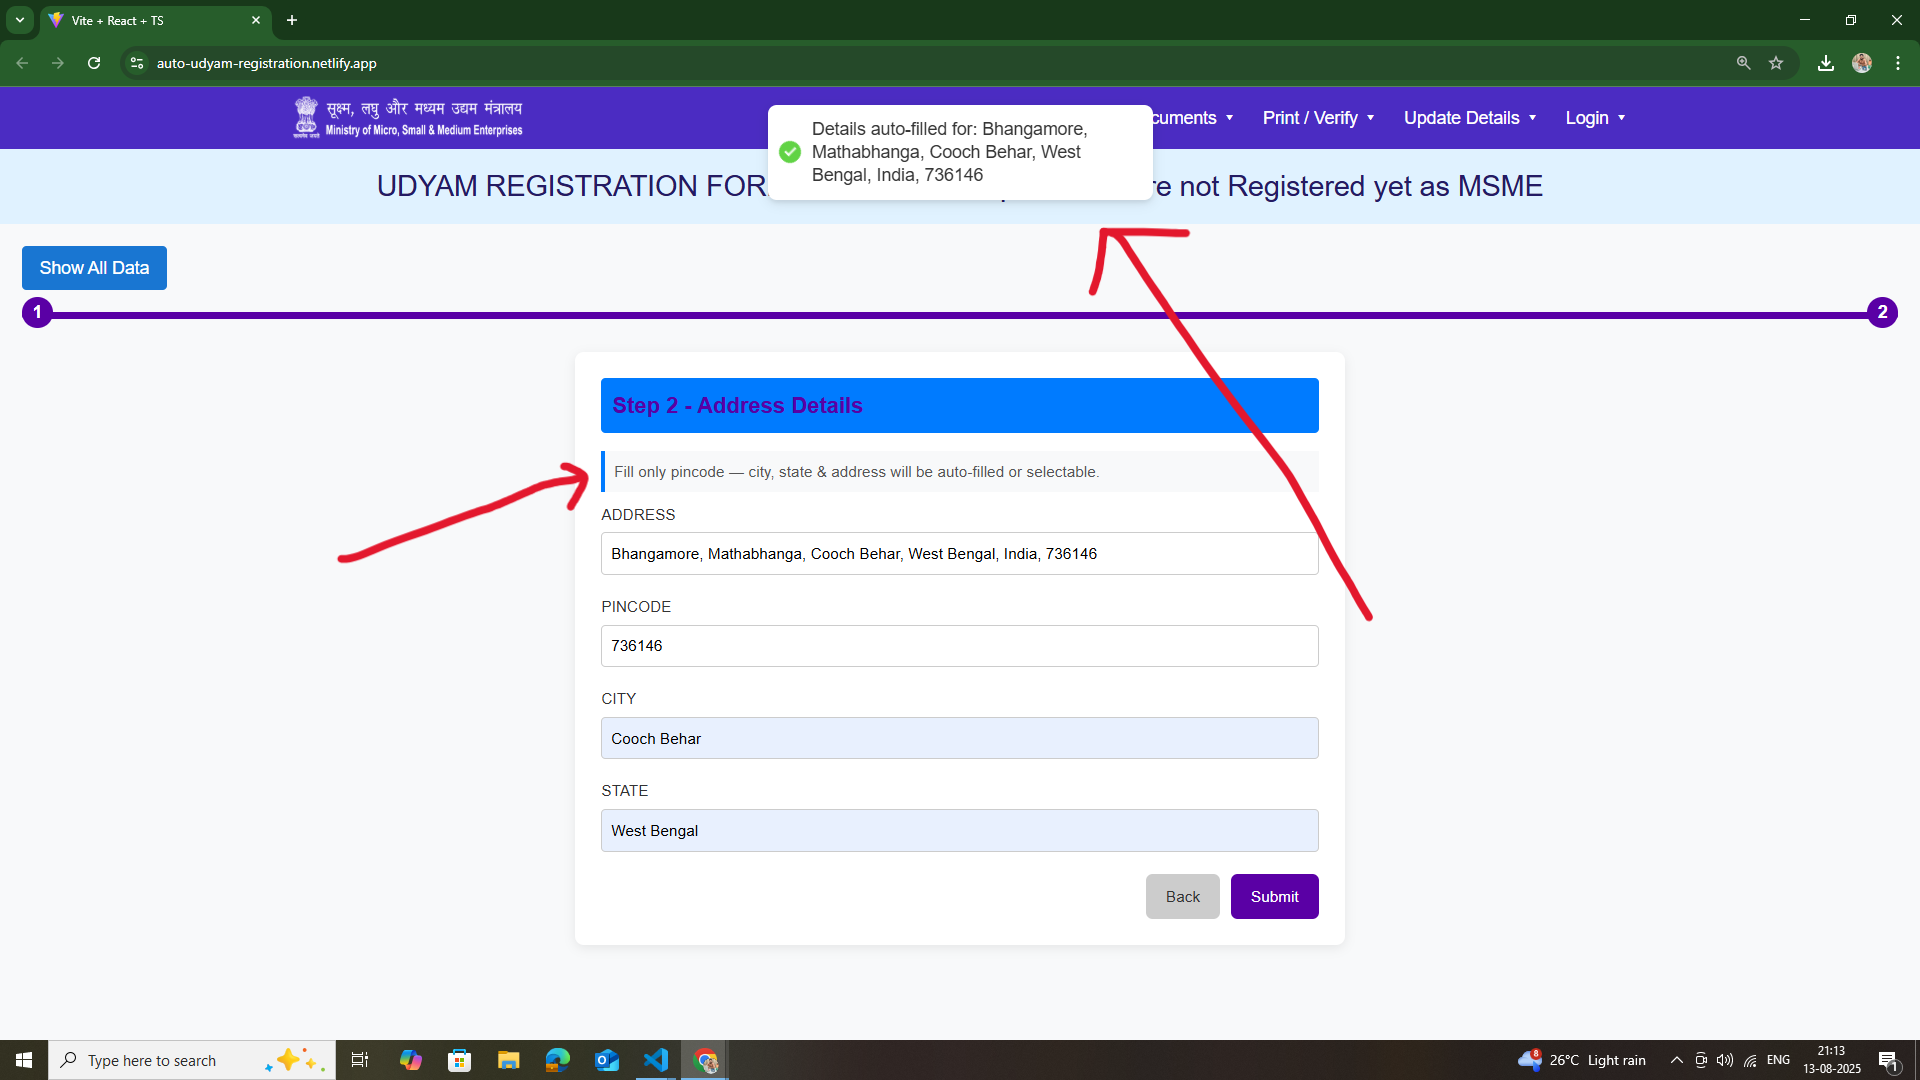 Vite + React + TS
auto-udyam-registration.netlify.app
सूक्ष्म, लघु और मध्यम उद्यम मंत्रालय
Ministry of Micro, Small & Medium Enterprises
cuments
Print / Verify
Update Details
Login
Details auto-filled for: Bhangamore,
Mathabhanga, Cooch Behar, West
Bengal, India, 736146
UDYAM REGISTRATION FOR
re not Registered yet as MSME
Show All Data
1
2
Step 2 - Address Details
Fill only pincode — city, state & address will be auto-filled or selectable.
ADDRESS
Bhangamore, Mathabhanga, Cooch Behar, West Bengal, India, 736146
PINCODE
736146
CITY
Cooch Behar
STATE
West Bengal
Back
Submit
Type here to search
8
26°C Light rain
ENG
21:13
13-08-2025
1